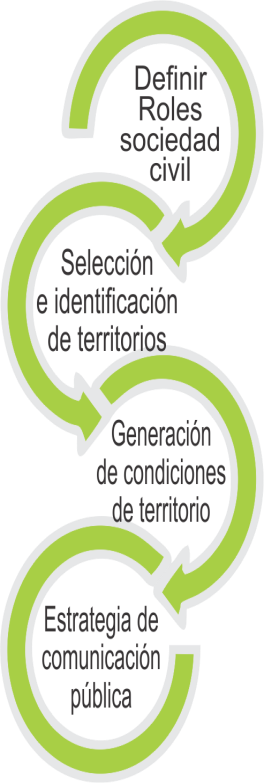 Definir
Roles
sociedad
civil
Selección
e identificación
de territorios
Generación
de condiciones
de territorio
Estrategia de
comunicación
pública